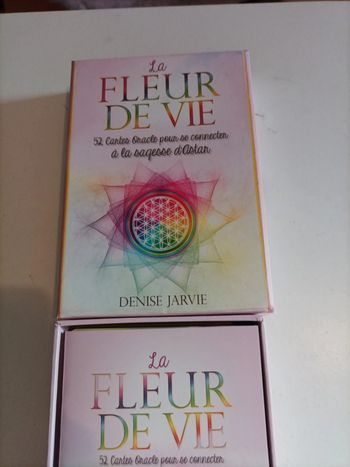 La
FLEUR
DE VIE
52 Cartes Oracle pour se connecter
à la sagesse d'Astar
DENISE JARVIE
La
FLEUR
DE VIE
52 Cartes Oracle pour se connecter